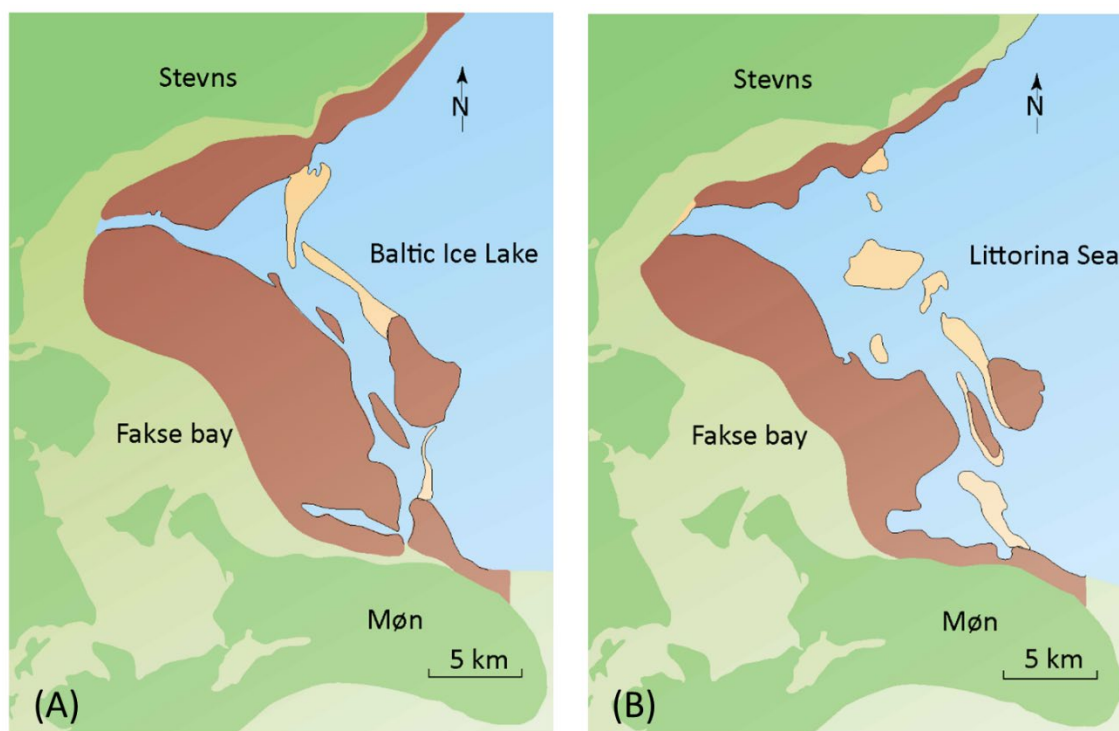 Stevns
N
Baltic Ice Lake
Fakse bay
Møn
5 km
(A)
Stevns
N
Littorina Sea
Fakse bay
Møn
5 km
(B)